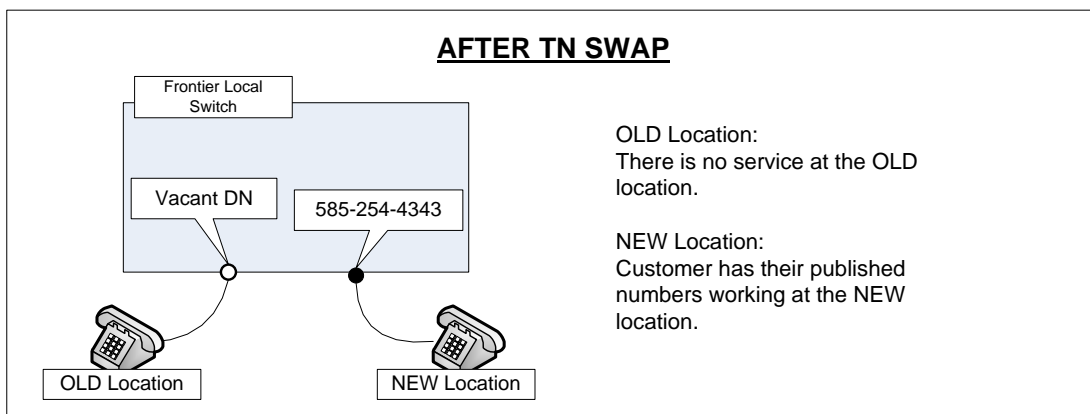 AFTER TN SWAP
Frontier Local
Switch
Vacant DN
585-254-4343
OLD Location
NEW Location
OLD Location:
There is no service at the OLD
location.
NEW Location:
Customer has their published
numbers working at the NEW
location.